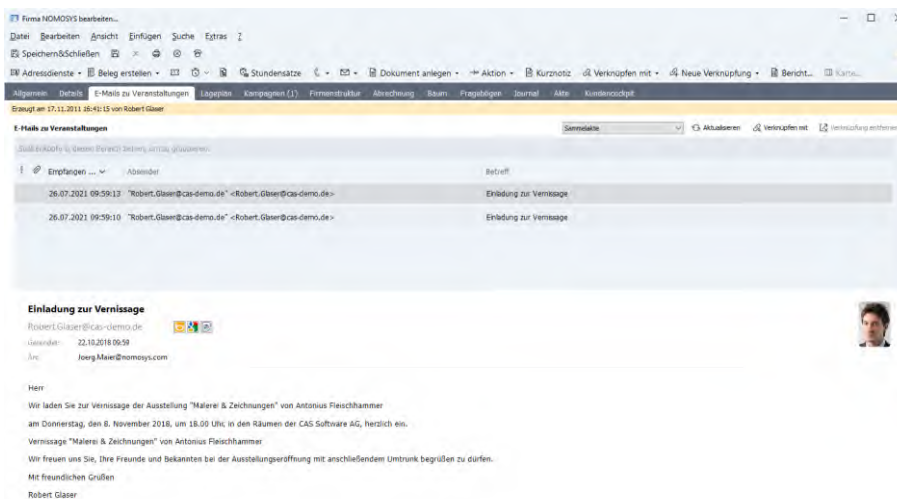 Firma NOMOSYS bearbeiten...
Datei Bearbeiten Ansicht Einfügen Suche Extras ?
Speichern&Schließen
Adressdienste Beleg erstellen Stundensätze Dokument anlegen Aktion Kurznotiz Verknüpfen mit Neue Verknüpfung Bericht... Karte...
Allgemein Details E-Mails zu Veranstaltungen Lageplan Kampagnen (1) Firmenstruktur Abrechnung Baum Fragebögen Journal Akte Kundencockpit
Erzeugt am 17.11.2011 16:41:15 von Robert Glaser
E-Mails zu Veranstaltungen Sammelakte Aktualisieren Verknüpfen mit Verknüpfung entfernen
Empfangen ... Absender Betreff
26.07.2021 09:59:13 "Robert.Glaser@cas-demo.de" <Robert.Glaser@cas-demo.de> Einladung zur Vernissage
26.07.2021 09:59:10 "Robert.Glaser@cas-demo.de" <Robert.Glaser@cas-demo.de> Einladung zur Vernissage
Einladung zur Vernissage
Robert.Glaser@cas-demo.de
Gesendet: 22.10.2018 09:59
An: Joerg.Maier@nomosys.com
Herr
Wir laden Sie zur Vernissage der Ausstellung "Malerei & Zeichnungen" von Antonius Fleischhammer
am Donnerstag, den 8. November 2018, um 18.00 Uhr, in den Räumen der CAS Software AG, herzlich ein.
Vernissage "Malerei & Zeichnungen" von Antonius Fleischhammer
Wir freuen uns Sie, Ihre Freunde und Bekannten bei der Ausstellungseröffnung mit anschließendem Umtrunk begrüßen zu dürfen.
Mit freundlichen Grüßen
Robert Glaser